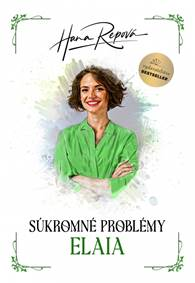 Hana Repová
BESTSELLER
SÚKROMNÉ PROBLÉMY
ELAIA